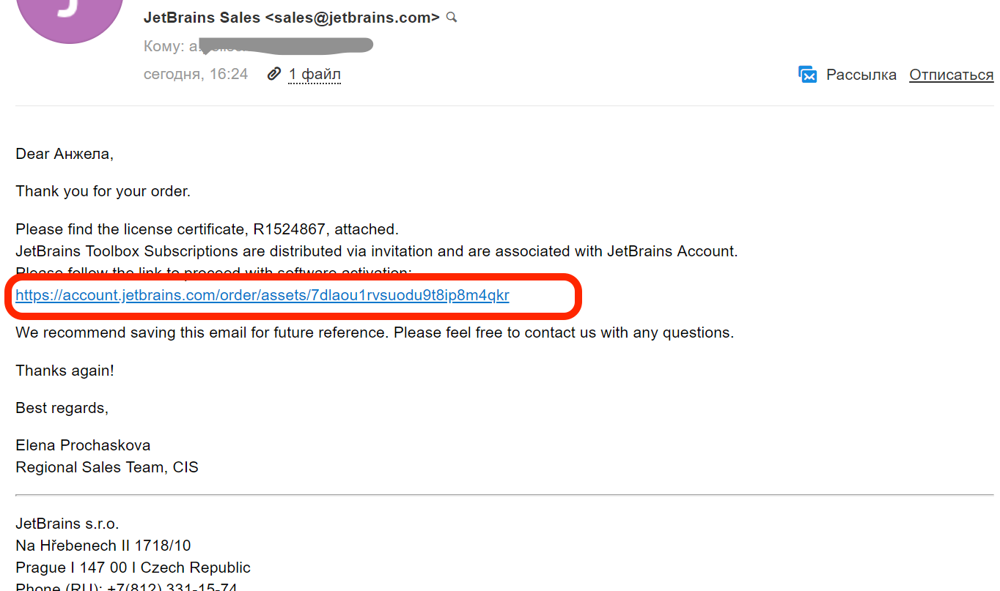 J
JetBrains Sales <sales@jetbrains.com>
Кому:
сегодня, 16:24 1 файл
Рассылка Отписаться
Dear Анжела,
Thank you for your order.
Please find the license certificate, R1524867, attached.
JetBrains Toolbox Subscriptions are distributed via invitation and are associated with JetBrains Account.
Please follow the link to proceed with software activation:
https://account.jetbrains.com/order/assets/7dlaou1rvsuodu9t8ip8m4qkr
We recommend saving this email for future reference. Please feel free to contact us with any questions.
Thanks again!
Best regards,
Elena Prochaskova
Regional Sales Team, CIS
JetBrains s.r.o.
Na Hřebenech II 1718/10
Prague I 147 00 I Czech Republic
Phone (RU): +7(812) 331-15-74